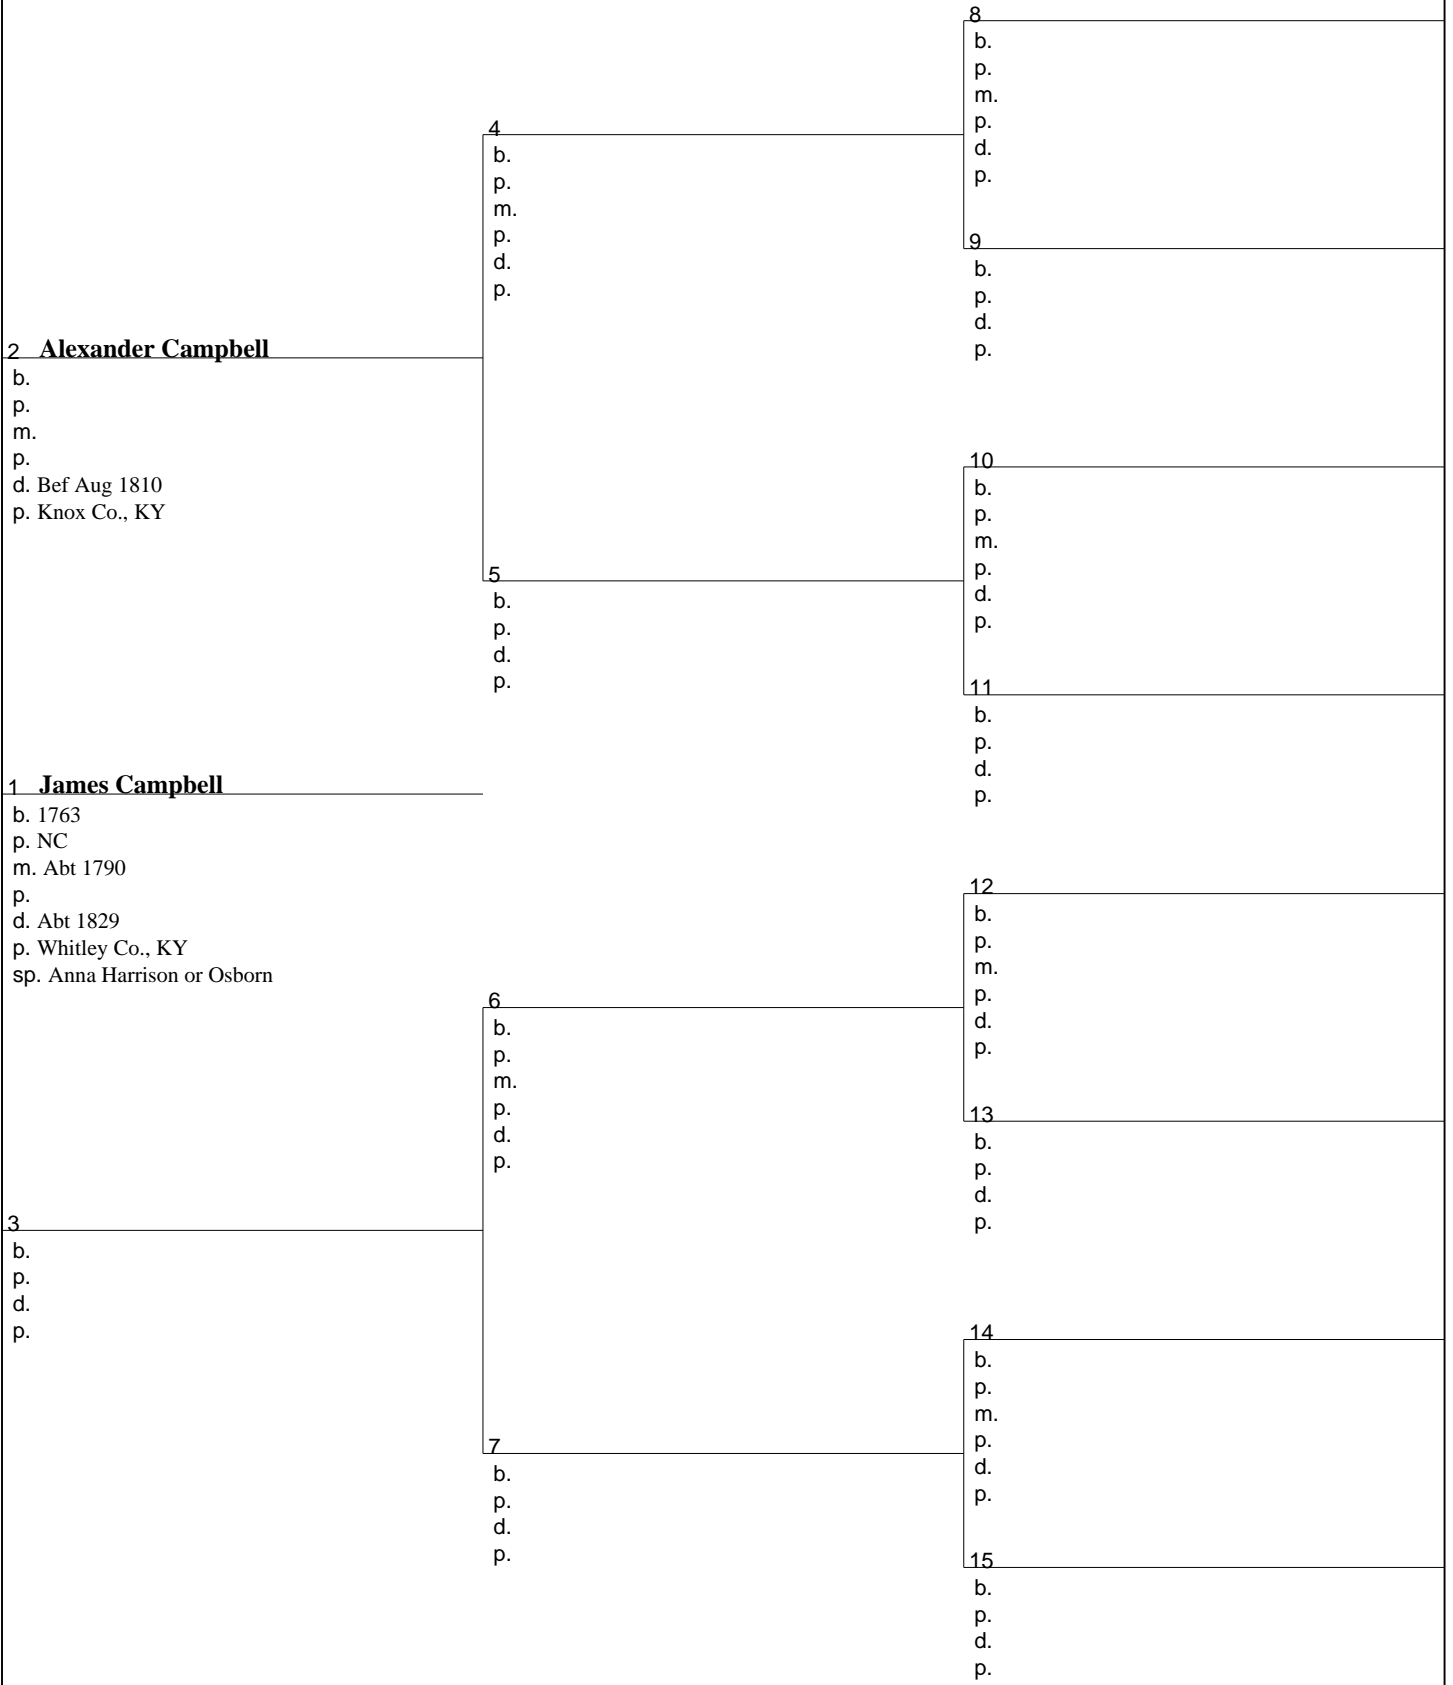 8
b.
p.
m.
p.
d.
p.
4
b.
p.
m.
p.
d.
p.
9
b.
p.
d.
p.
2 Alexander Campbell
b.
p.
m.
p.
d. Bef Aug 1810
p. Knox Co., KY
10
b.
p.
m.
p.
d.
p.
5
b.
p.
d.
p.
11
b.
p.
d.
p.
1 James Campbell
b. 1763
p. NC
m. Abt 1790
p.
d. Abt 1829
p. Whitley Co., KY
sp. Anna Harrison or Osborn
12
b.
p.
m.
p.
d.
p.
6
b.
p.
m.
p.
d.
p.
13
b.
p.
d.
p.
3
b.
p.
d.
p.
14
b.
p.
m.
p.
d.
p.
7
b.
p.
d.
p.
15
b.
p.
d.
p.